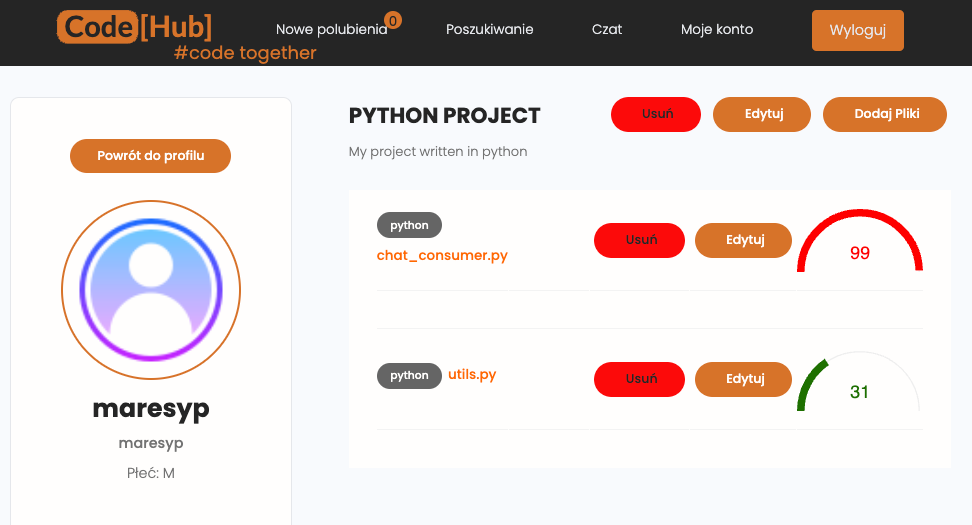 Code[Hub]
#code together
Nowe polubienia 0
Poszukiwanie
Czat
Moje konto
Wyloguj
Powrót do profilu
maresyp
maresyp
Płeć: M
PYTHON PROJECT
Usuń
Edytuj
Dodaj Pliki
My project written in python
python
chat_consumer.py
Usuń
Edytuj
99
python utils.py
Usuń
Edytuj
31